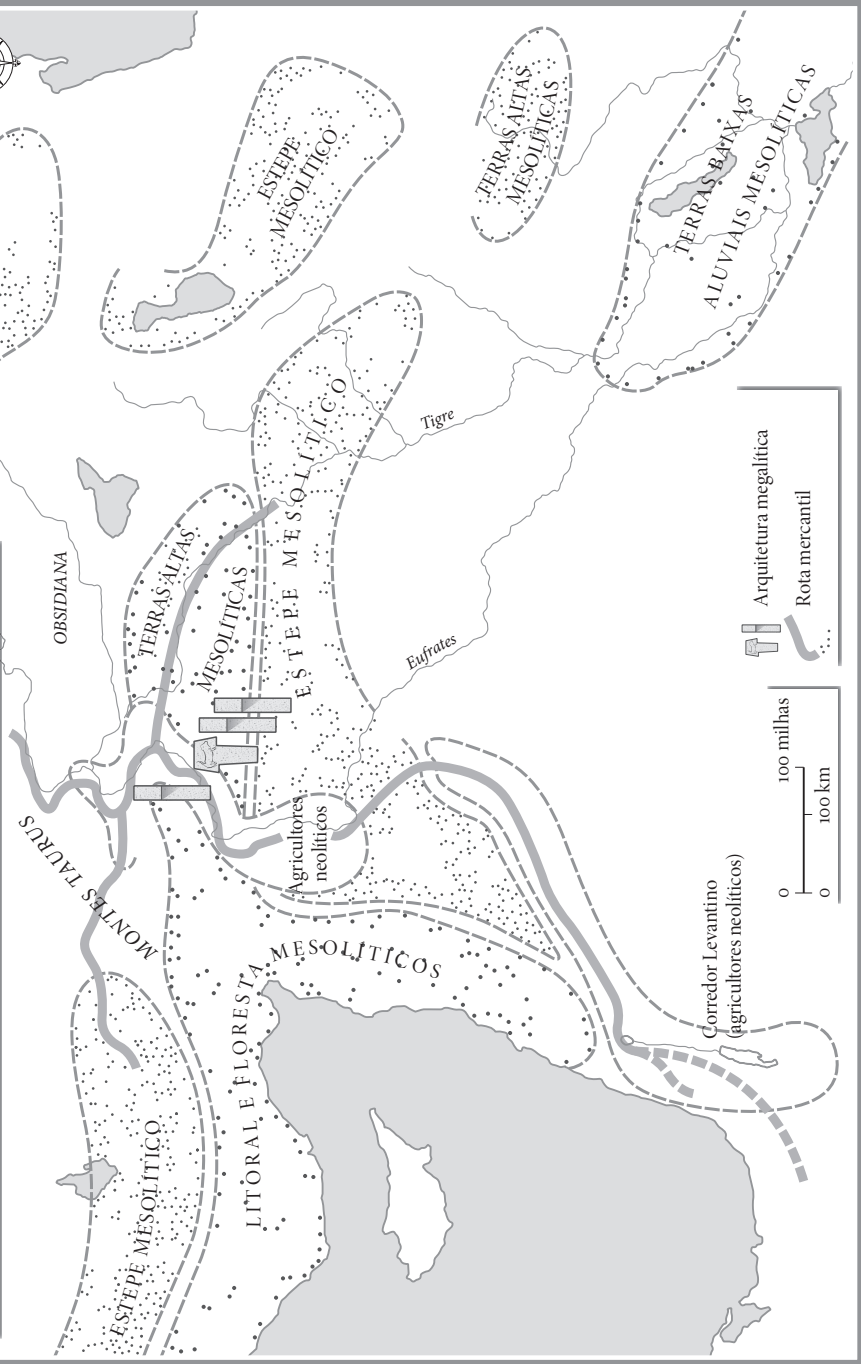 ESTEPE MESOLÍTICO
MONTES TAURUS
OBSIDIANA
TERRAS ALTAS
MESOLÍTICAS
ESTEPE MESOLÍTICO
ESTEPE
MESOLÍTICO
TERRAS ALTAS
MESOLÍTICAS
LITORAL E FLORESTA MESOLÍTICOS
Agricultores
neolíticos
Eufrates
Tigre
TERRAS BAIXAS
ALUVIAIS MESOLÍTICAS
Corredor Levantino
(agricultores neolíticos)
0 100 milhas
0 100 km
Arquitetura megalítica
Rota mercantil